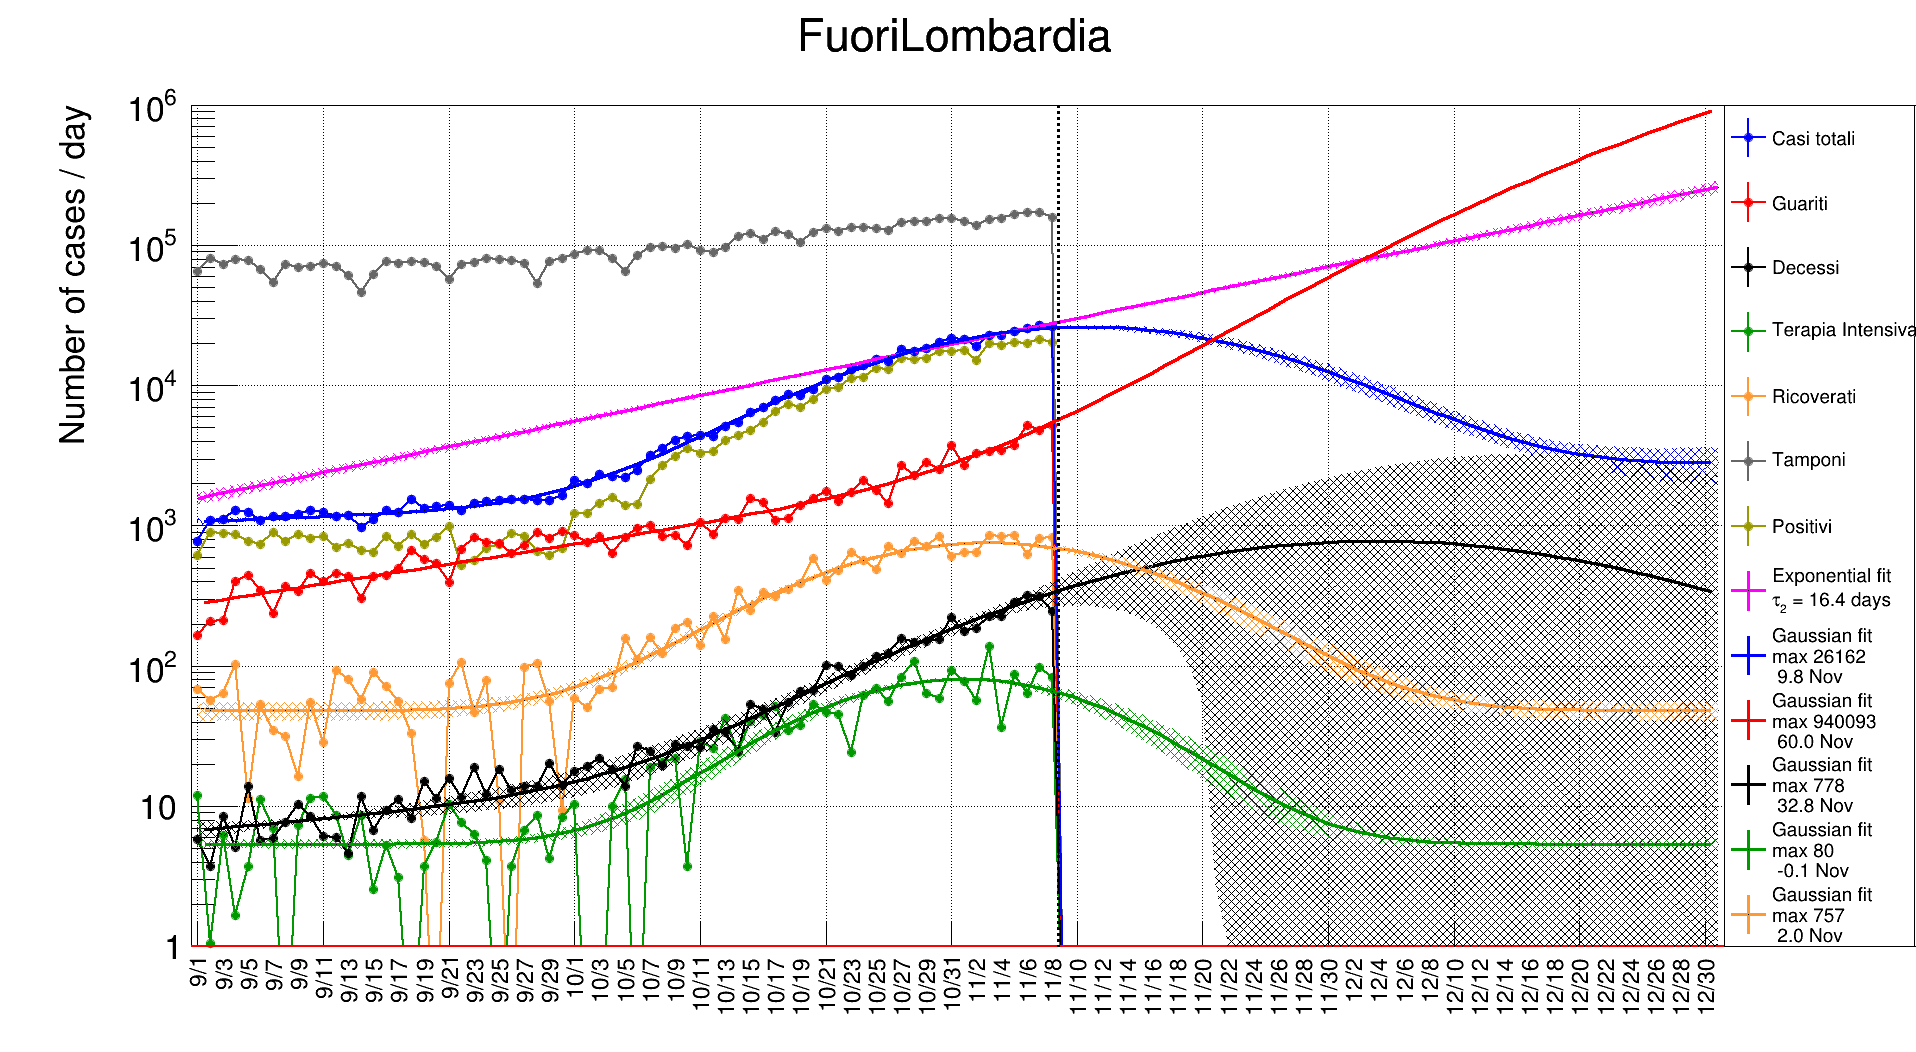 FuoriLombardia
Number of cases / day
10^6
10^5
10^4
10^3
10^2
10
1
9/1
9/3
9/5
9/7
9/9
9/11
9/13
9/15
9/17
9/19
9/21
9/23
9/25
9/27
9/29
10/1
10/3
10/5
10/7
10/9
10/11
10/13
10/15
10/17
10/19
10/21
10/23
10/25
10/27
10/29
10/31
11/2
11/4
11/6
11/8
11/10
11/12
11/14
11/16
11/18
11/20
11/22
11/24
11/26
11/28
11/30
12/2
12/4
12/6
12/8
12/10
12/12
12/14
12/16
12/18
12/20
12/22
12/24
12/26
12/28
12/30
Casi totali
Guariti
Decessi
Terapia Intensiva
Ricoverati
Tamponi
Positivi
Exponential fit
τ₂ = 16.4 days
Gaussian fit
max 26162
9.8 Nov
Gaussian fit
max 940093
60.0 Nov
Gaussian fit
max 778
32.8 Nov
Gaussian fit
max 80
-0.1 Nov
Gaussian fit
max 757
2.0 Nov